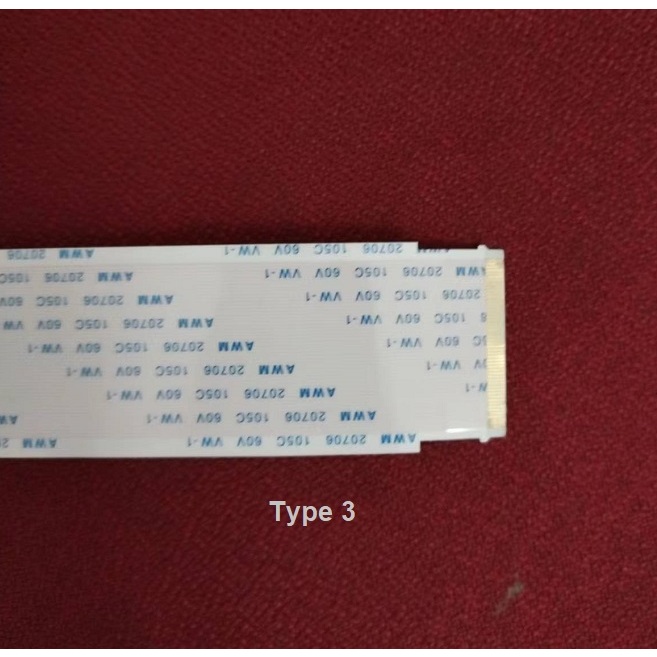 20706 105C 60V VW-1 AWM 20706
AWM 20706 105C 60V VW-1 AWM 20706 105C
20706 105C 60V VW-1 AWM 20706 105C 60V
105C 60V VW-1 AWM 20706 105C 60V
60V VW-1 AWM 20706 105C 60V VW-1
VW-1 AWM 20706 105C 60V VW-1
AWM 20706 105C 60V VW-1
AWM 20706 105C 60V VW-1
AWM 20706 105C 60V VW-1 AWM
Type 3